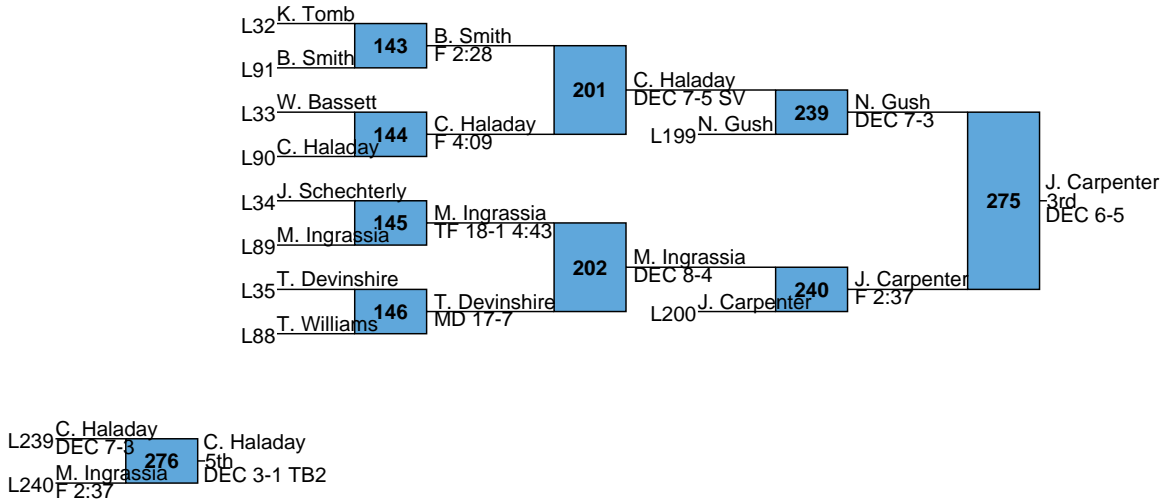 K. Tomb
L32
143
B. Smith
F 2:28
B. Smith
L91
201
C. Haladay
DEC 7-5 SV
W. Bassett
L33
144
C. Haladay
F 4:09
C. Haladay
L90
239
N. Gush
DEC 7-3
N. Gush
L199
J. Schechterly
L34
145
M. Ingrassia
TF 18-1 4:43
M. Ingrassia
L89
202
M. Ingrassia
DEC 8-4
T. Devinshire
L35
146
T. Devinshire
MD 17-7
T. Williams
L88
240
J. Carpenter
F 2:37
J. Carpenter
L200
275
J. Carpenter
3rd
DEC 6-5
C. Haladay
L239
DEC 7-3
276
C. Haladay
5th
DEC 3-1 TB2
M. Ingrassia
L240
F 2:37